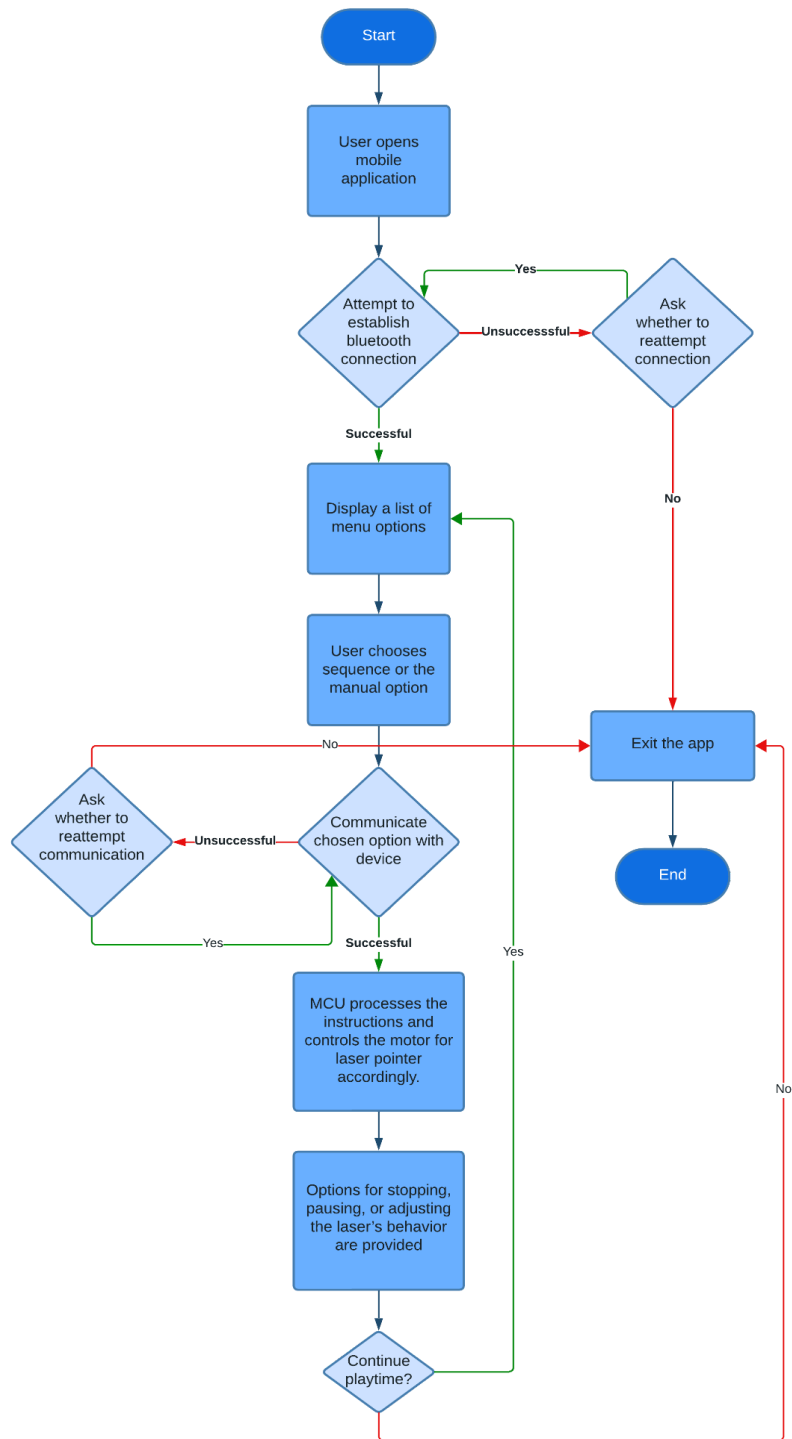 Start
User opens
mobile
application
Yes
Attempt to
establish
bluetooth
connection
Unsuccesssful
Ask
whether to
reattempt
connection
Successful
No
Display a list of
menu options
User chooses
sequence or the
manual option
No
Exit the app
Ask
whether to
reattempt
communication
Unsuccessful
Communicate
chosen option with
device
End
Yes
Successful
Yes
MCU processes the
instructions and
controls the motor for
laser pointer
accordingly.
No
Options for stopping,
pausing, or adjusting
the laser’s behavior
are provided
Continue
playtime?